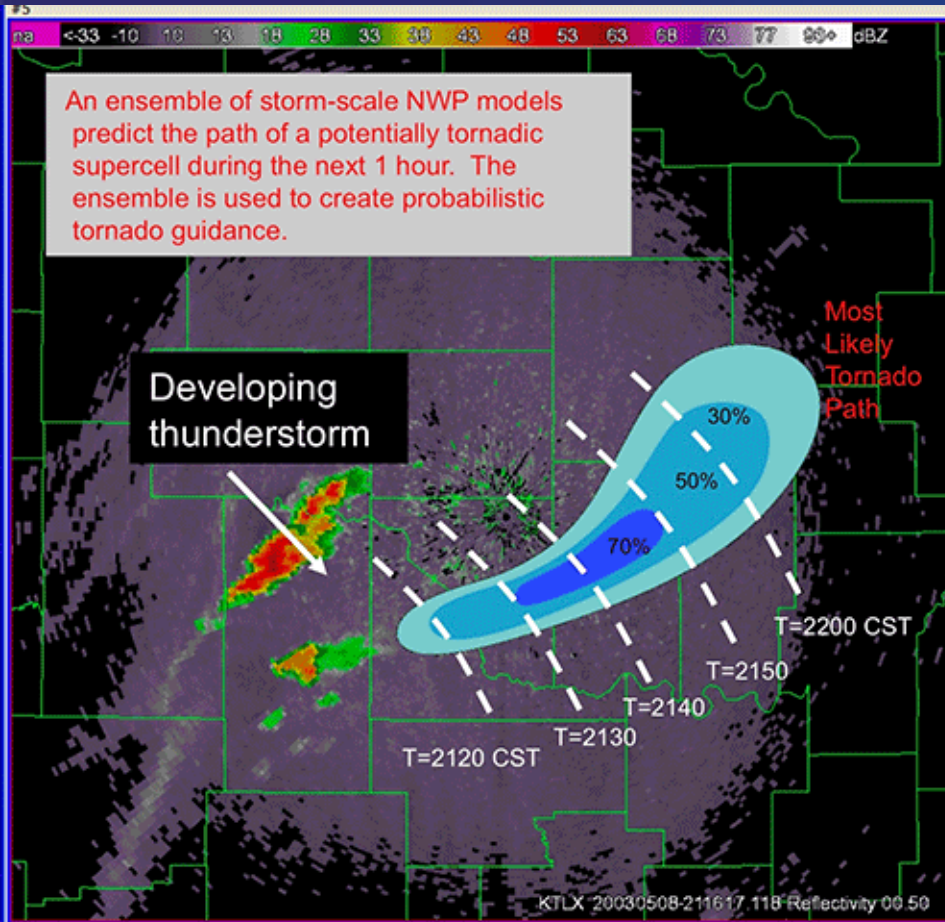 #5
na <-33 -10 10 13 18 28 33 38 43 48 53 63 68 73 77 93+ dBZ
An ensemble of storm-scale NWP models
predict the path of a potentially tornadic
supercell during the next 1 hour. The
ensemble is used to create probabilistic
tornado guidance.
Most
Likely
Tornado
Path
Developing
thunderstorm
30%
50%
70%
T=2200 CST
T=2150
T=2140
T=2130
T=2120 CST
KTLX 20030508-211617.118 Reflectivity 00.50